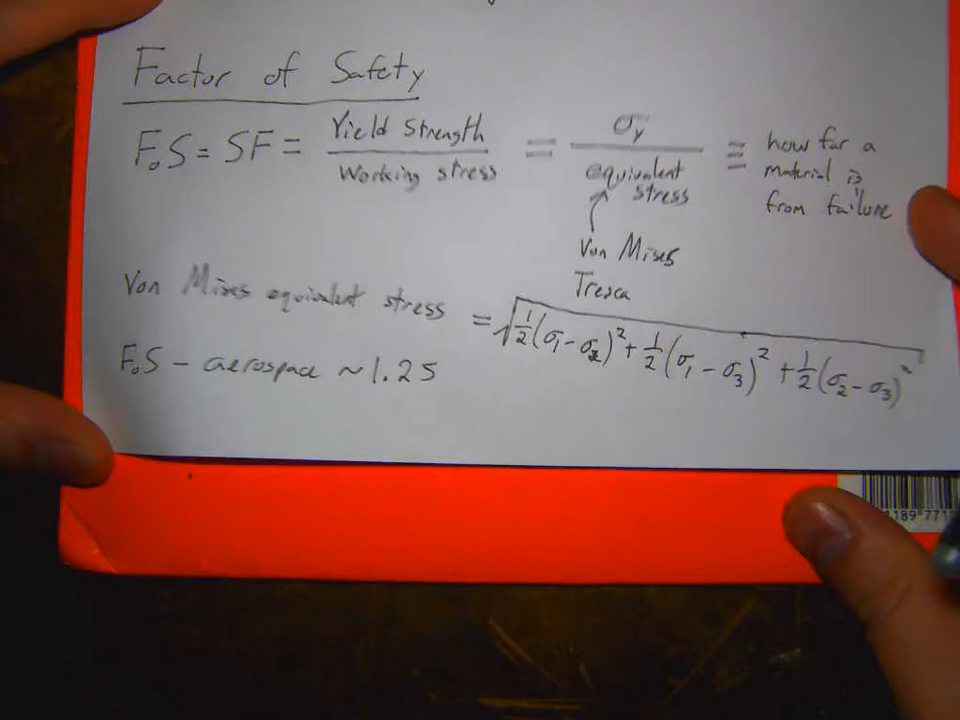 Factor of Safety
F.o.S = SF = Yield Strength / Working stress = σy / equivalent stress ≡ how far a material is from failure
Von Mises
Tresca
Von Mises equivalent stress = √(1/2(σ1 - σ2)² + 1/2(σ1 - σ3)² + 1/2(σ2 - σ3)²)
F.o.S - aerospace ~ 1.25
189 771